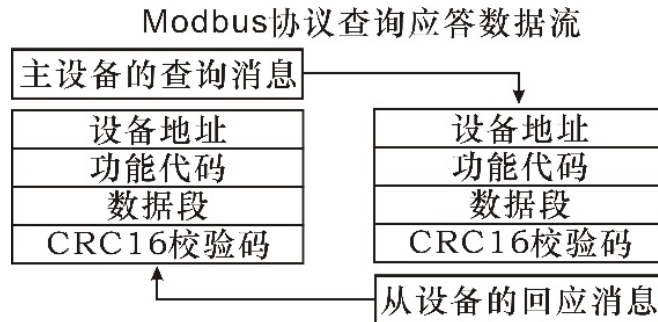 Modbus协议查询应答数据流
主设备的查询消息
设备地址
功能代码
数据段
CRC16校验码
设备地址
功能代码
数据段
CRC16校验码
从设备的回应消息